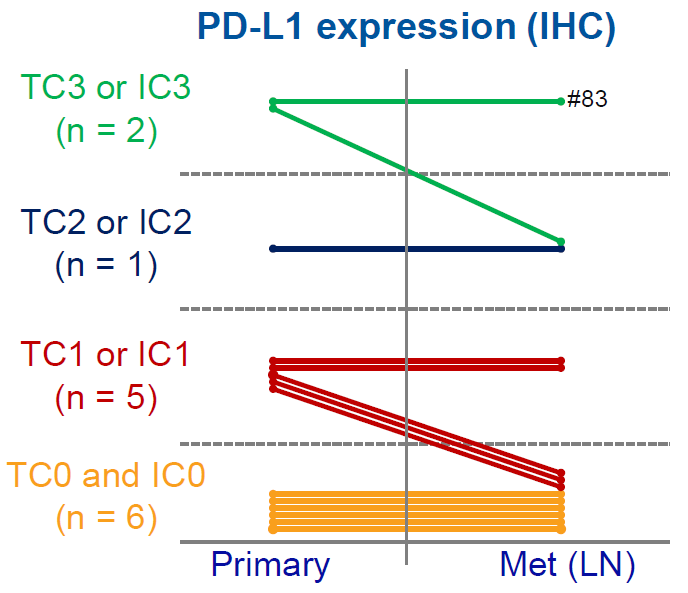 PD-L1 expression (IHC)
TC3 or IC3
(n = 2)
#83
TC2 or IC2
(n = 1)
TC1 or IC1
(n = 5)
TC0 and IC0
(n = 6)
Primary
Met (LN)